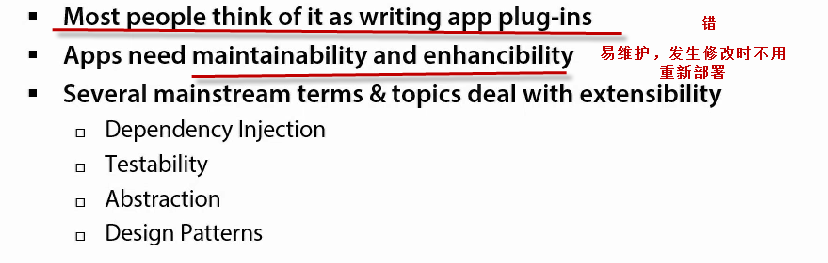 Most people think of it as writing app plug-ins
错
Apps need maintainability and enhancibility
易维护，发生修改时不用
重新部署
Several mainstream terms & topics deal with extensibility
Dependency Injection
Testability
Abstraction
Design Patterns